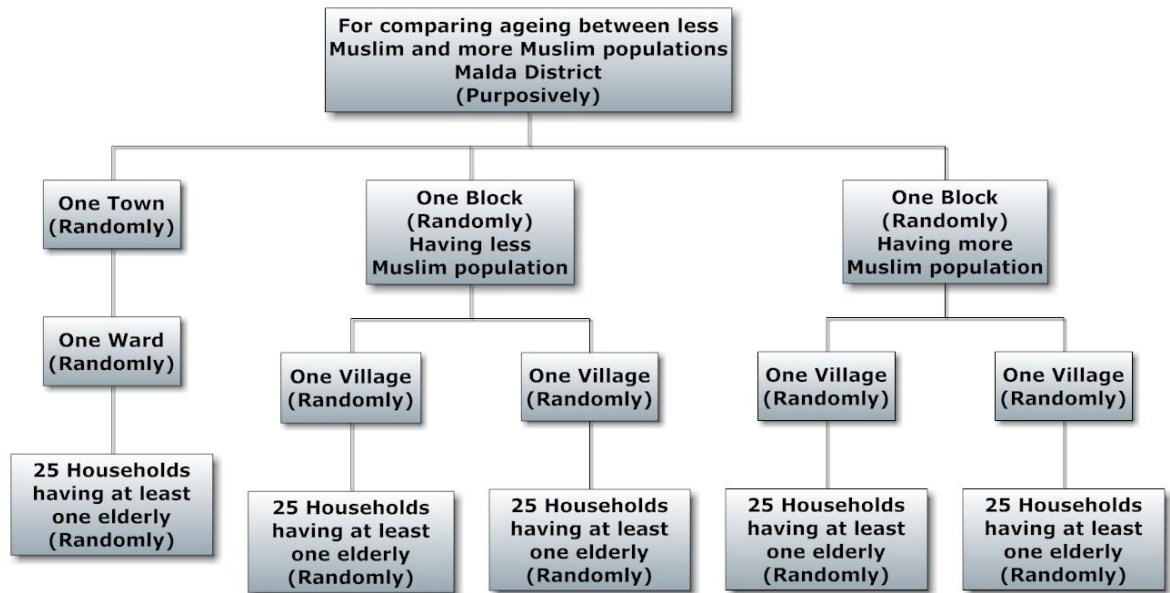 For comparing ageing between less
Muslim and more Muslim populations
Malda District
(Purposively)
One Town
(Randomly)
One Block
(Randomly)
Having less
Muslim population
One Block
(Randomly)
Having more
Muslim population
One Ward
(Randomly)
One Village
(Randomly)
One Village
(Randomly)
One Village
(Randomly)
One Village
(Randomly)
25 Households
having at least
one elderly
(Randomly)
25 Households
having at least
one elderly
(Randomly)
25 Households
having at least
one elderly
(Randomly)
25 Households
having at least
one elderly
(Randomly)
25 Households
having at least
one elderly
(Randomly)